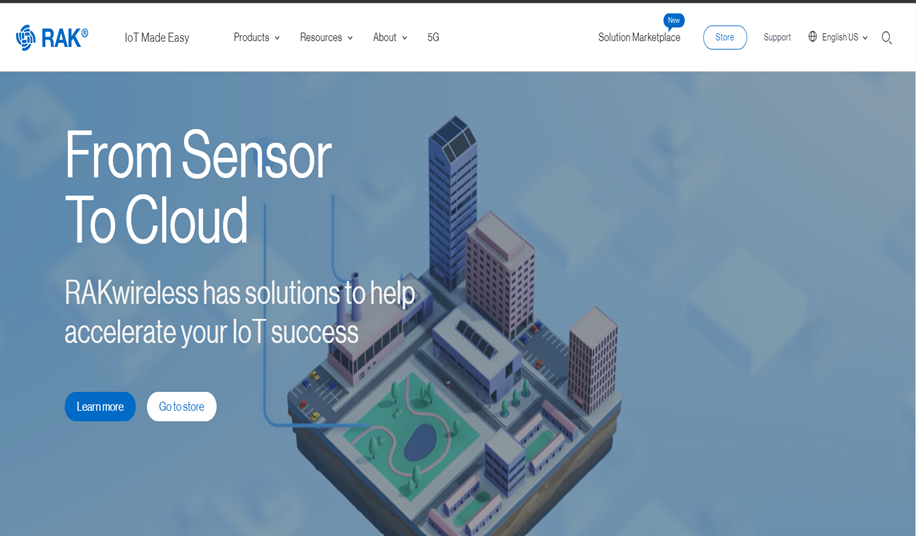 New
RAK®
IoT Made Easy
Products
Resources
About
5G
Solution Marketplace
Store
Support
English US
From Sensor
To Cloud
RAKwireless has solutions to help
accelerate your IoT success
Learn more
Go to store